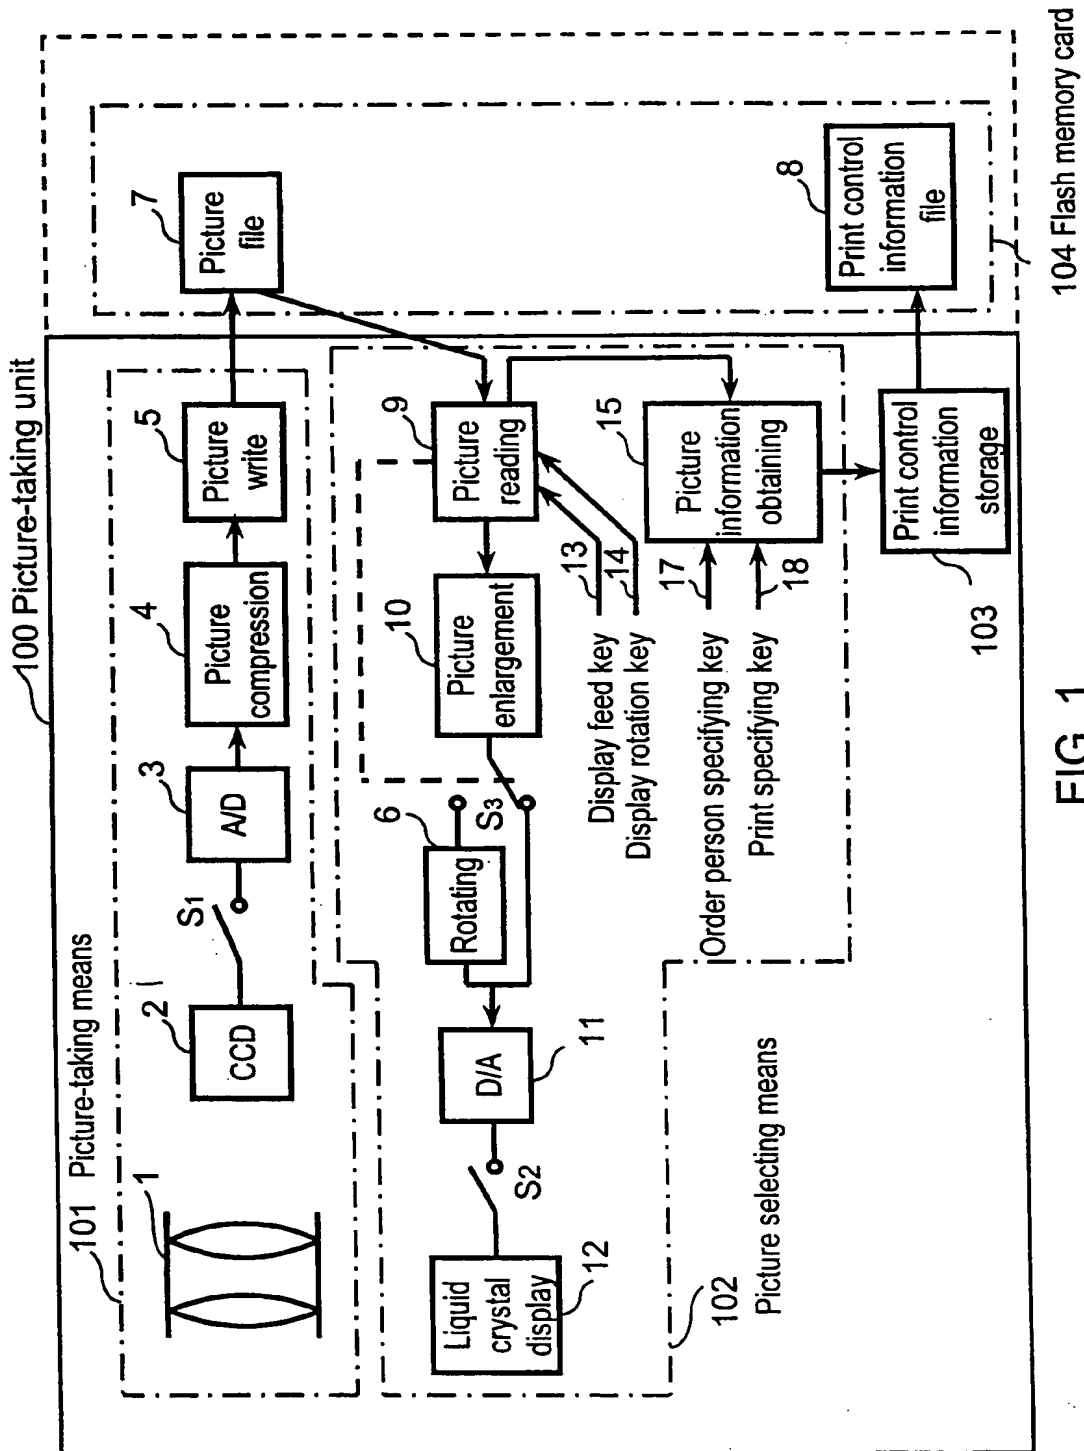 100 Picture-taking unit
101 Picture-taking means
1
2
CCD
S1
3
A/D
4
Picture
compression
5
Picture
write
7
Picture
file
12
Liquid
crystal
display
S2
11
D/A
6
Rotating
S3
10
Picture
enlargement
9
Picture
reading
13
14
Display feed key
Display rotation key
15
Picture
information
obtaining
17
18
Order person specifying key
Print specifying key
8
Print control
information
file
103
Print control
information
storage
102
Picture selecting means
104 Flash memory card
FIG. 1